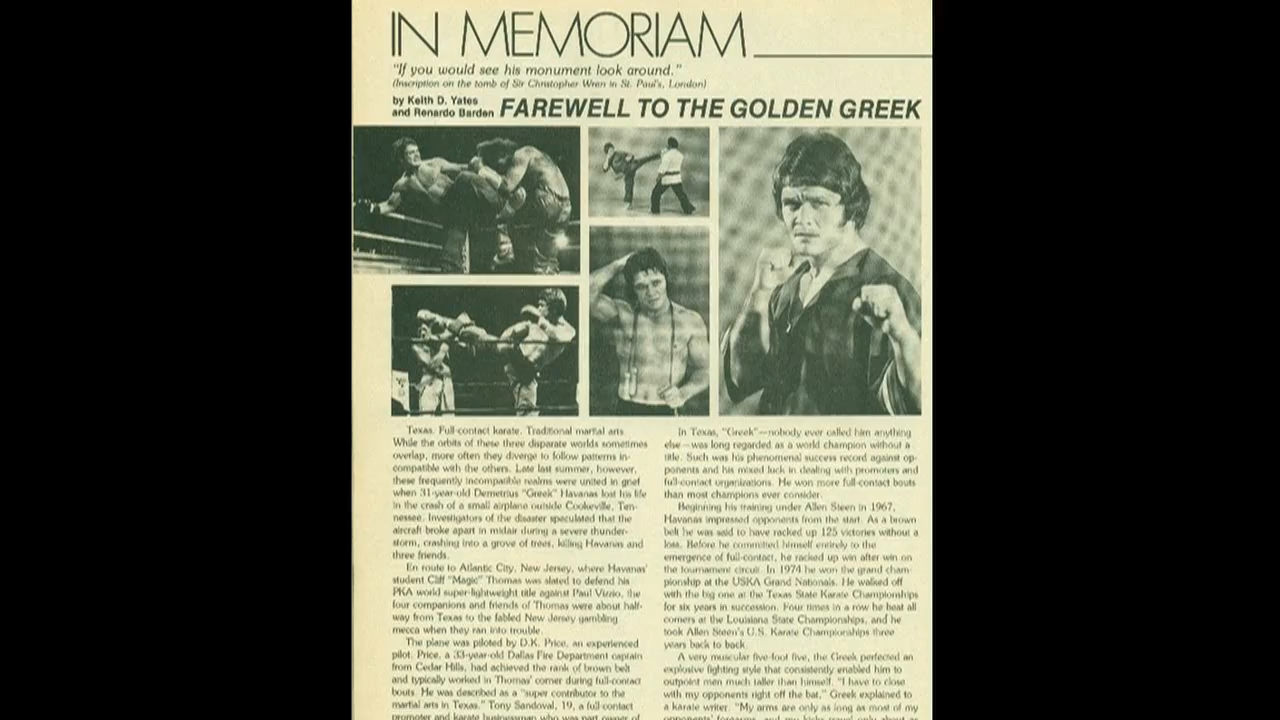 IN MEMORIAM
"If you would see his monument look around."
(Inscription on the tomb of Sir Christopher Wren in St. Paul's, London)
by Keith D. Yates
and Renardo Barden
FAREWELL TO THE GOLDEN GREEK
Texas. Full-contact karate. Traditional martial arts.
While the orbits of these three disparate worlds sometimes
overlap, more often they diverge to follow patterns in-
compatible with the others. Late last summer, however,
these frequently incompatible realms were united in grief
when 31-year-old Demetrius "Greek" Havanas lost his life
in the crash of a small airplane outside Cookeville, Ten-
nessee. Investigators of the disaster speculated that the
aircraft broke apart in midair during a severe thunder-
storm, crashing into a grove of trees, killing Havanas and
three friends.
En route to Atlantic City, New Jersey, where Havanas'
student Cliff "Magic" Thomas was slated to defend his
PKA world super-lightweight title against Paul Vizzio, the
four companions and friends of Thomas were about half-
way from Texas to the fabled New Jersey gambling
mecca when they ran into trouble.
The plane was piloted by D.K. Price, an experienced
pilot. Price, a 33-year-old Dallas Fire Department captain
from Cedar Hills, had achieved the rank of brown belt
and typically worked in Thomas' corner during full-contact
bouts. He was described as a "super contributor to the
martial arts in Texas." Tony Sandoval, 19, a full-contact
promoter and karate businessman who was part owner of
In Texas, "Greek"—nobody ever called him anything
else—was long regarded as a world champion without a
title. Such was his phenomenal success record against op-
ponents and his mixed luck in dealing with promoters and
full-contact organizations. He won more full-contact bouts
than most champions ever consider.
Beginning his training under Allen Steen in 1967,
Havanas impressed opponents from the start. As a brown
belt he was said to have racked up 125 victories without a
loss. Before he committed himself entirely to the
emergence of full-contact, he racked up win after win on
the tournament circuit. In 1974 he won the grand cham-
pionship at the USKA Grand Nationals. He walked off
with the big one at the Texas State Karate Championships
for six years in succession. Four times in a row he beat all
comers at the Louisiana State Championships, and he
took Allen Steen's U.S. Karate Championships three
years back to back.
A very muscular five-foot five, the Greek perfected an
explosive fighting style that consistently enabled him to
outpoint men much taller than himself. "I have to close
with my opponents right off the bat," Greek explained to
a karate writer. "My arms are only as long as most of my
opponents' forearms, and my kicks travel only about as